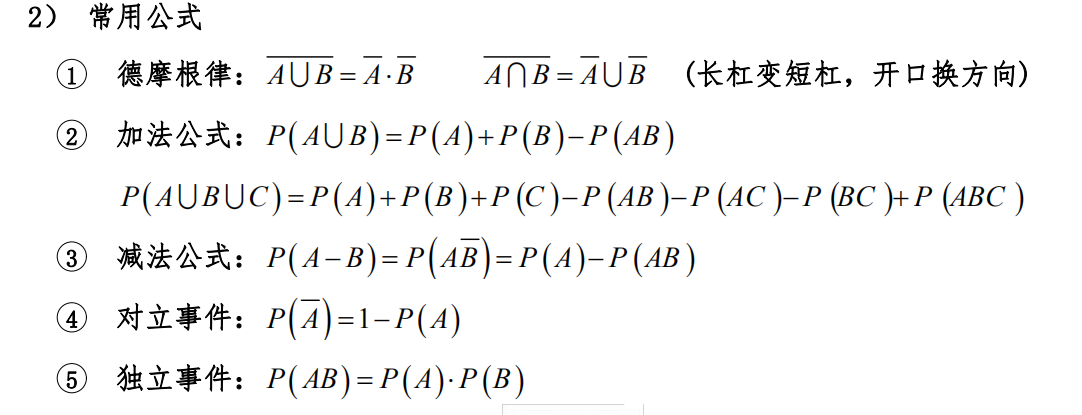 2） 常用公式
① 德摩根律：$\overline{A\cup B}=\overline{A}\cdot\overline{B}$  $\overline{A\cap B}=\overline{A}\cup\overline{B}$ （长杠变短杠，开口换方向）
② 加法公式：$P(A\cup B)=P(A)+P(B)-P(AB)$
$P(A\cup B\cup C)=P(A)+P(B)+P(C)-P(AB)-P(AC)-P(BC)+P(ABC)$
③ 减法公式：$P(A-B)=P(A\overline{B})=P(A)-P(AB)$
④ 对立事件：$P(\overline{A})=1-P(A)$
⑤ 独立事件：$P(AB)=P(A)\cdot P(B)$